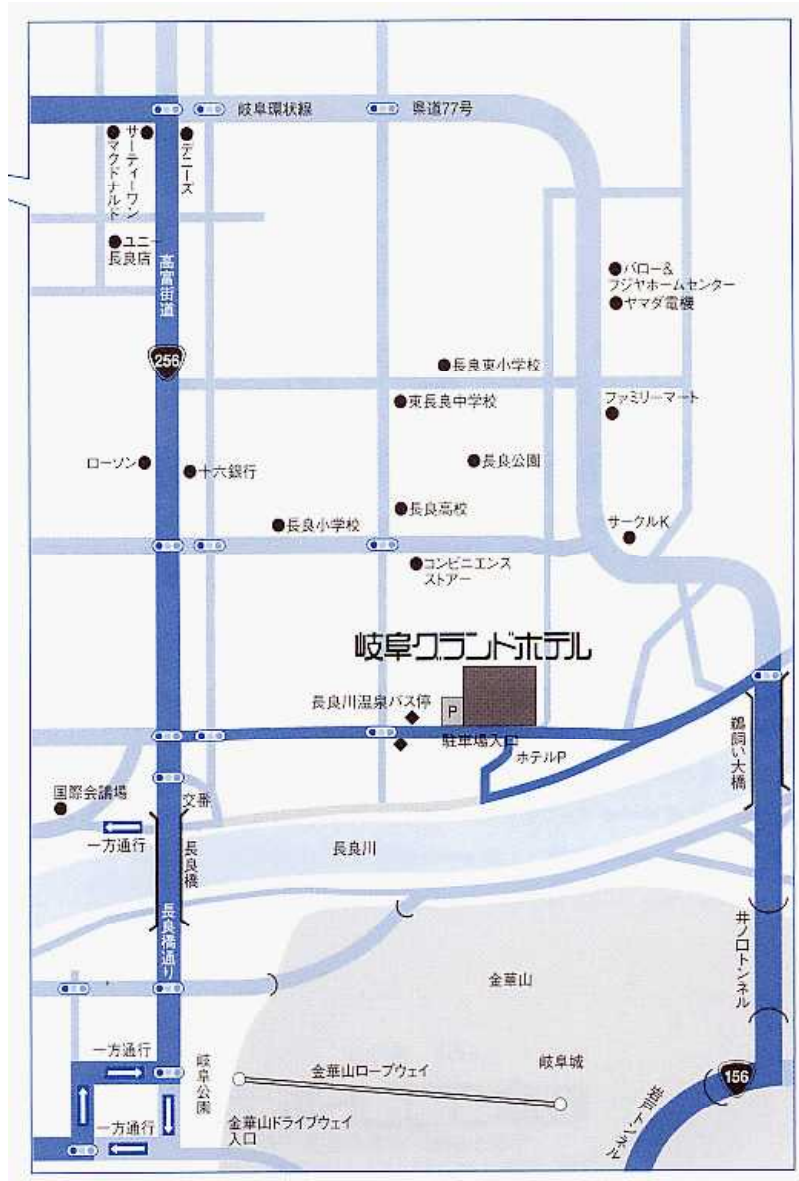 岐阜環状線
県道77号
マクドナルド
サーティーワン
デニーズ
ユニー
長良店
高富街道
256
バロー&
フジヤホームセンター
ヤマダ電機
長良東小学校
東長良中学校
ファミリーマート
ローソン
十六銀行
長良公園
長良高校
長良小学校
サークルK
コンビニエンス
ストアー
岐阜グランドホテル
長良川温泉バス停
P
駐車場入口
ホテルP
鵜飼い大橋
国際会議場
交番
一方通行
長良橋
長良川
長良橋通り
井ノ口トンネル
金華山
一方通行
岐阜公園
金華山ロープウェイ
岐阜城
156
一方通行
金華山ドライブウェイ
入口
岩戸トンネル